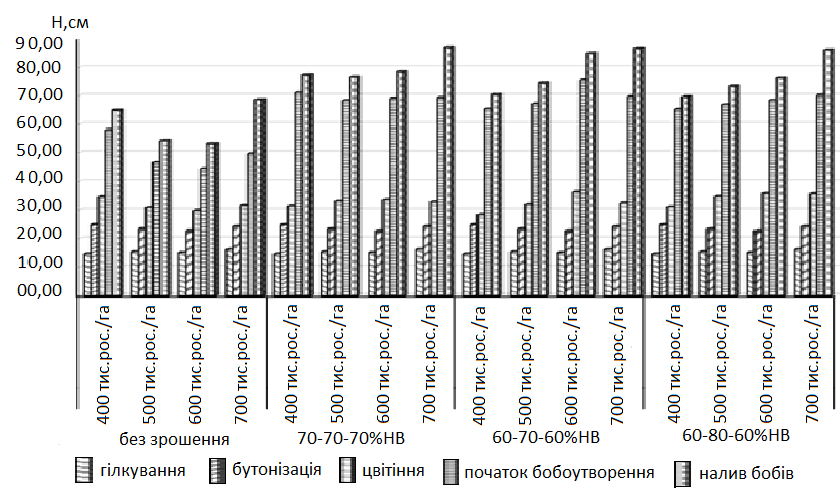 Н,см
90,00
80,00
70,00
60,00
50,00
40,00
30,00
20,00
10,00
00,00
400 тис.рос./га
500 тис.рос./га
600 тис.рос./га
700 тис.рос./га
400 тис.рос./га
500 тис.рос./га
600 тис.рос./га
700 тис.рос./га
400 тис.рос./га
500 тис.рос./га
600 тис.рос./га
700 тис.рос./га
400 тис.рос./га
500 тис.рос./га
600 тис.рос./га
700 тис.рос./га
без зрошення 70-70-70%НВ 60-70-60%НВ 60-80-60%НВ
гілкування бутонізація цвітіння початок бобоутворення налив бобів